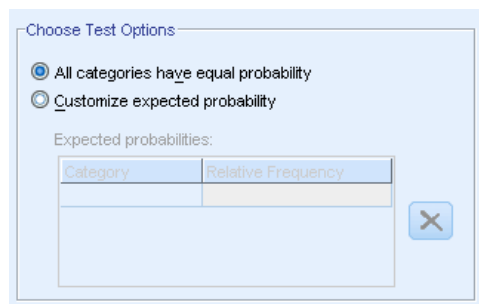 Choose Test Options
All categories have equal probability
Customize expected probability
Expected probabilities:
Category Relative Frequency